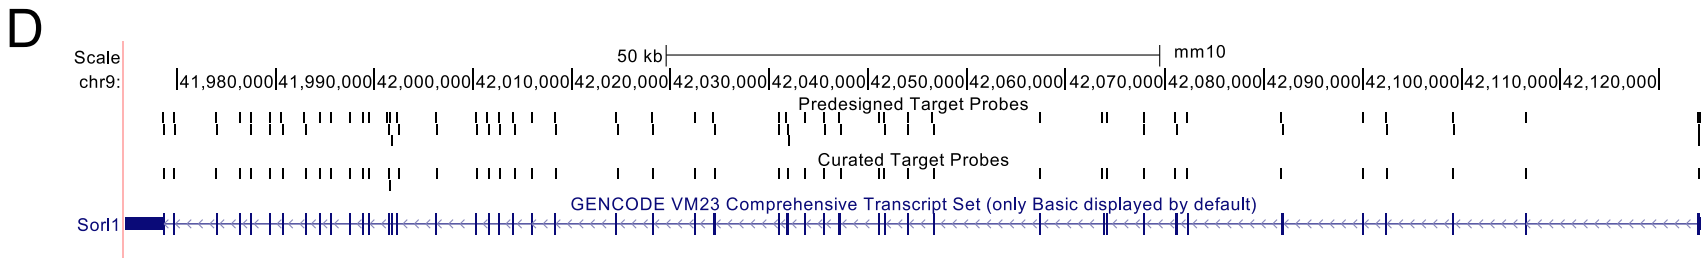 D
Scale 50 kb mm10
chr9: 41,980,000 41,990,000 42,000,000 42,010,000 42,020,000 42,030,000 42,040,000 42,050,000 42,060,000 42,070,000 42,080,000 42,090,000 42,100,000 42,110,000 42,120,000
Predesigned Target Probes
Curated Target Probes
GENCODE VM23 Comprehensive Transcript Set (only Basic displayed by default)
Sorl1